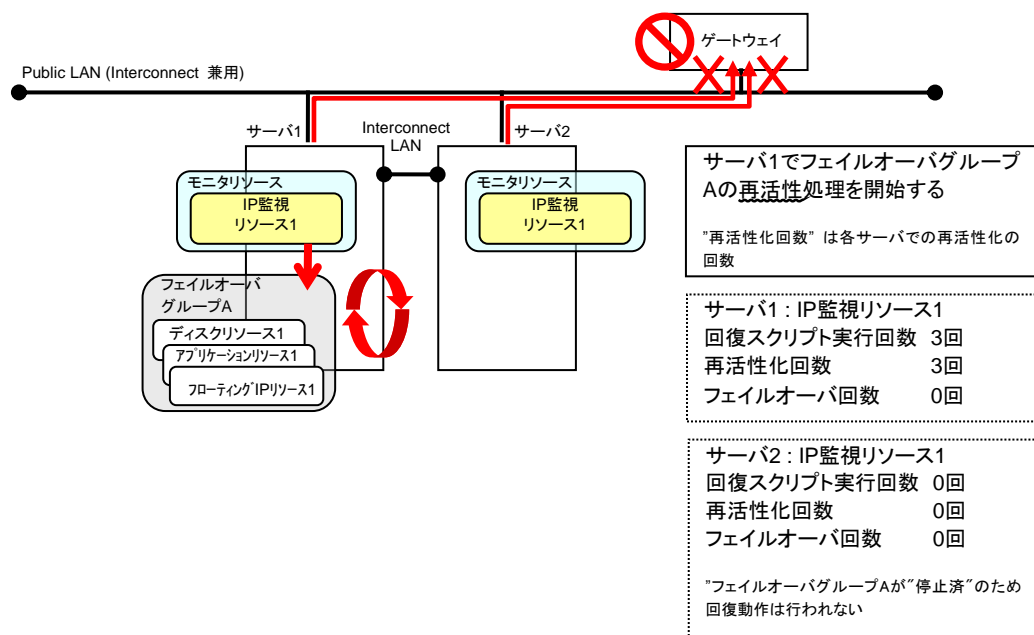 ゲートウェイ
Public LAN (Interconnect 兼用)
サーバ1
Interconnect
LAN
サーバ2
モニタリソース
IP監視
リソース1
モニタリソース
IP監視
リソース1
フェイルオーバ
グループA
ディスクリソース1
アプリケーションリソース1
フローティングIPリソース1
サーバ1でフェイルオーバグループ
Aの再活性処理を開始する
"再活性化回数" は各サーバでの再活性化の
回数
サーバ1 : IP監視リソース1
回復スクリプト実行回数 3回
再活性化回数 3回
フェイルオーバ回数 0回
サーバ2 : IP監視リソース1
回復スクリプト実行回数 0回
再活性化回数 0回
フェイルオーバ回数 0回
"フェイルオーバグループAが"停止済"のため
回復動作は行われない